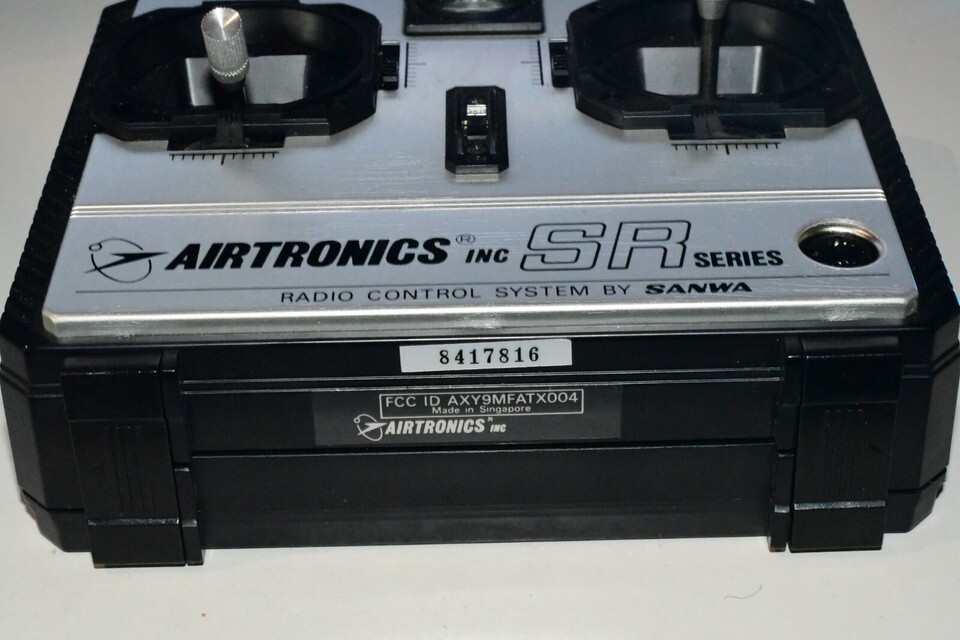 AIRTRONICS® INC SR SERIES
RADIO CONTROL SYSTEM BY SANWA
8417816
FCC ID AXY9MFATX004
Made in Singapore
AIRTRONICS® INC